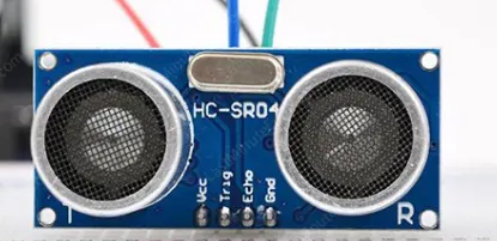 HC-SR04
Vcc
Trig
Echo
Gnd
T
R